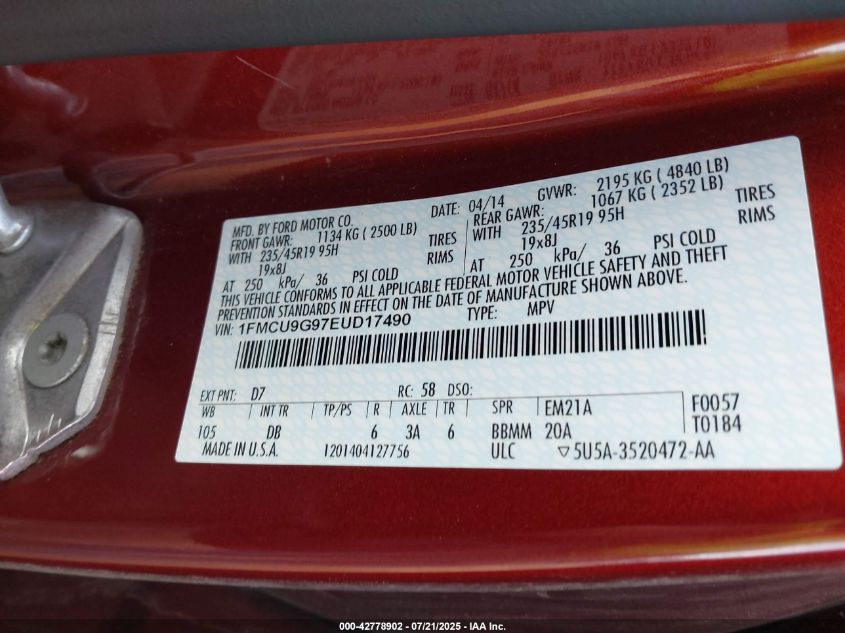 MFD. BY FORD MOTOR CO.
DATE: 04/14 GVWR: 2195 KG ( 4840 LB)
FRONT GAWR: 1134 KG ( 2500 LB) REAR GAWR: 1067 KG ( 2352 LB)
WITH 235/45R19 95H TIRES WITH 235/45R19 95H TIRES
19x8J RIMS 19x8J RIMS
AT 250 kPa/ 36 PSI COLD AT 250 kPa/ 36 PSI COLD
THIS VEHICLE CONFORMS TO ALL APPLICABLE FEDERAL MOTOR VEHICLE SAFETY AND THEFT
PREVENTION STANDARDS IN EFFECT ON THE DATE OF MANUFACTURE SHOWN ABOVE.
VIN: 1FMCU9G97EUD17490 TYPE: MPV
EXT PNT: D7 RC: 58 DSO:
WB INT TR TP/PS R AXLE TR SPR EM21A F0057
105 DB 6 3A 6 BBMM 20A T0184
MADE IN U.S.A. 1201404127756 ULC ▽5U5A-3520472-AA
000-42778902 - 07/21/2025 - IAA Inc.